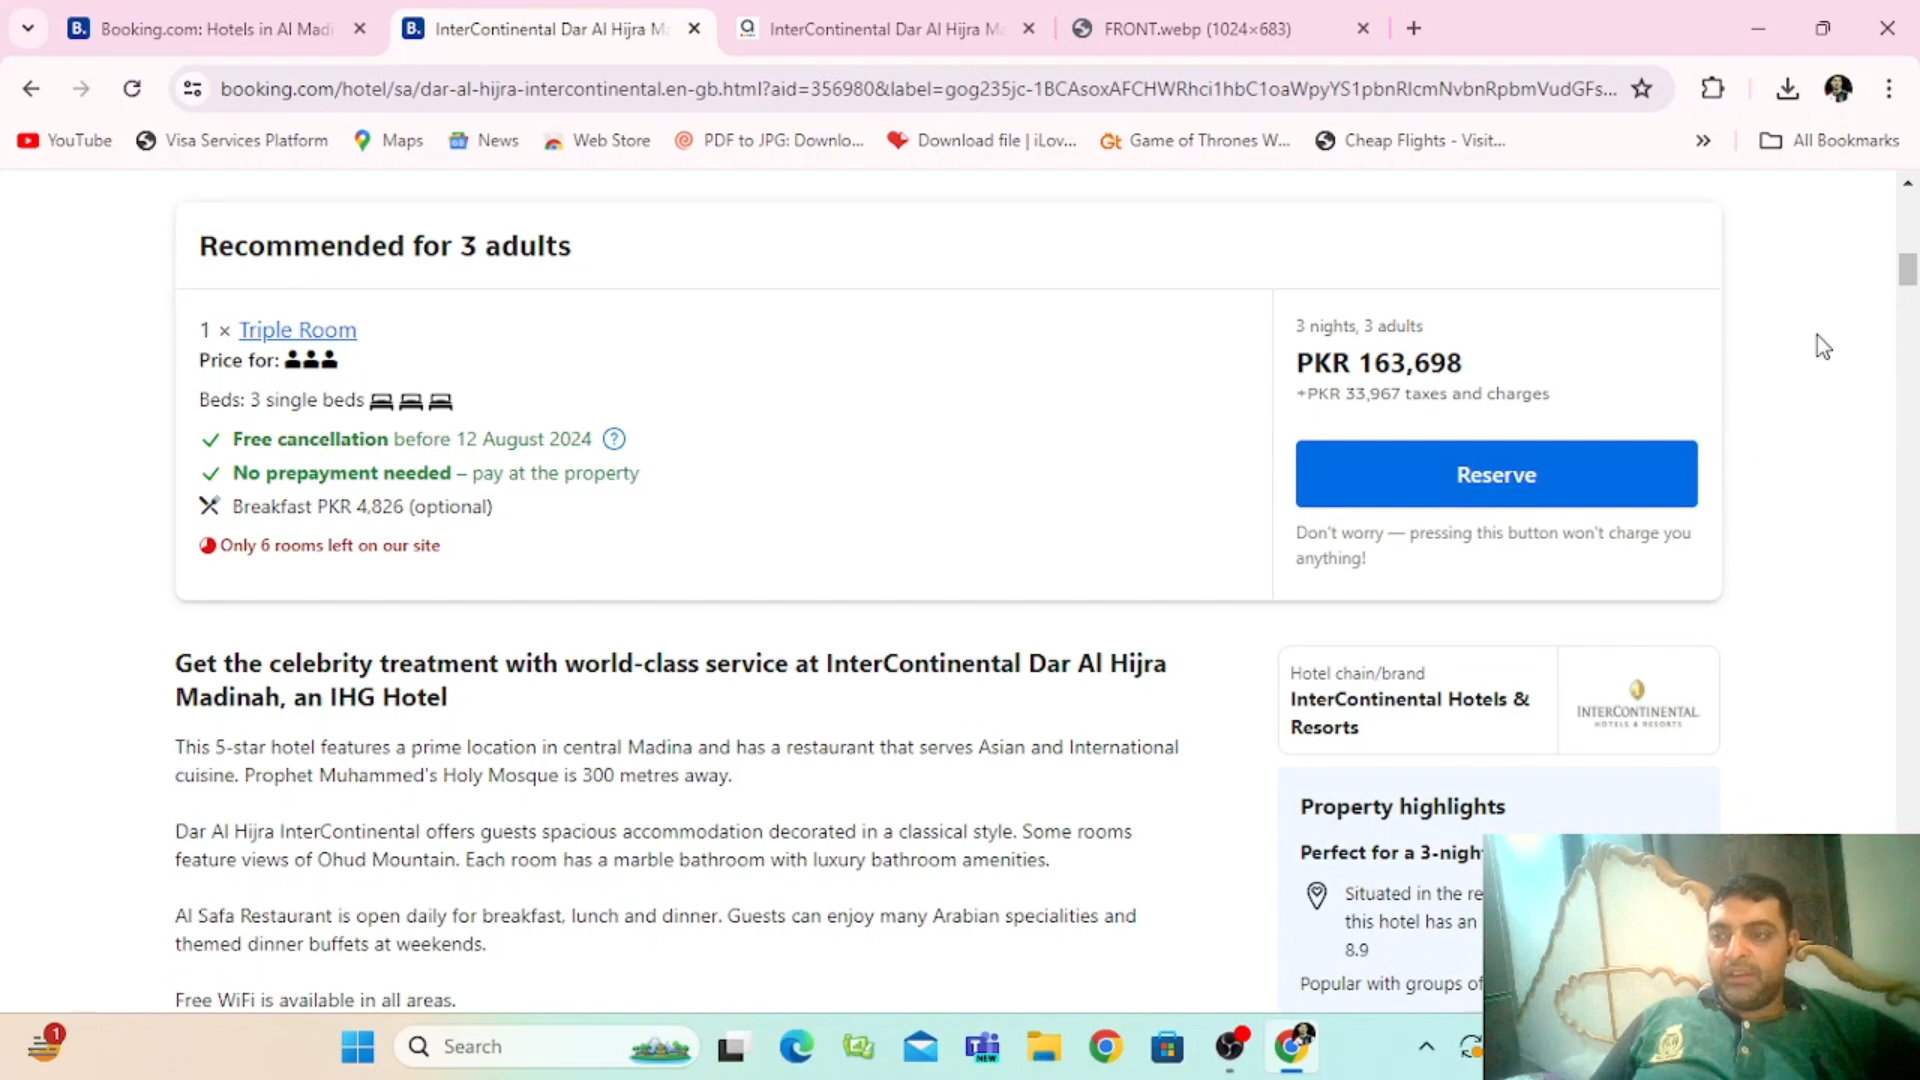 Booking.com: Hotels in Al Madi
InterContinental Dar Al Hijra Ma
InterContinental Dar Al Hijra Ma
FRONT.webp (1024×683)
booking.com/hotel/sa/dar-al-hijra-intercontinental.en-gb.html?aid=356980&label=gog235jc-1BCAsoxAFCHWRhci1hbC1oaWpyYS1pbnRlcmNvbnRpbmVudGFs...
YouTube
Visa Services Platform
Maps
News
Web Store
PDF to JPG: Downlo...
Download file | iLov...
Game of Thrones W...
Cheap Flights - Visit...
All Bookmarks
Recommended for 3 adults
1 × Triple Room
Price for:
Beds: 3 single beds
Free cancellation before 12 August 2024
No prepayment needed – pay at the property
Breakfast PKR 4,826 (optional)
Only 6 rooms left on our site
3 nights, 3 adults
PKR 163,698
+PKR 33,967 taxes and charges
Reserve
Don't worry — pressing this button won't charge you
anything!
Get the celebrity treatment with world-class service at InterContinental Dar Al Hijra
Madinah, an IHG Hotel
This 5-star hotel features a prime location in central Madina and has a restaurant that serves Asian and International
cuisine. Prophet Muhammed's Holy Mosque is 300 metres away.
Dar Al Hijra InterContinental offers guests spacious accommodation decorated in a classical style. Some rooms
feature views of Ohud Mountain. Each room has a marble bathroom with luxury bathroom amenities.
Al Safa Restaurant is open daily for breakfast, lunch and dinner. Guests can enjoy many Arabian specialities and
themed dinner buffets at weekends.
Free WiFi is available in all areas.
Hotel chain/brand
InterContinental Hotels &
Resorts
INTERCONTINENTAL
HOTELS & RESORTS
Property highlights
Perfect for a 3-nigh
Situated in the re
this hotel has an
8.9
Popular with groups of
1
Search
NEW